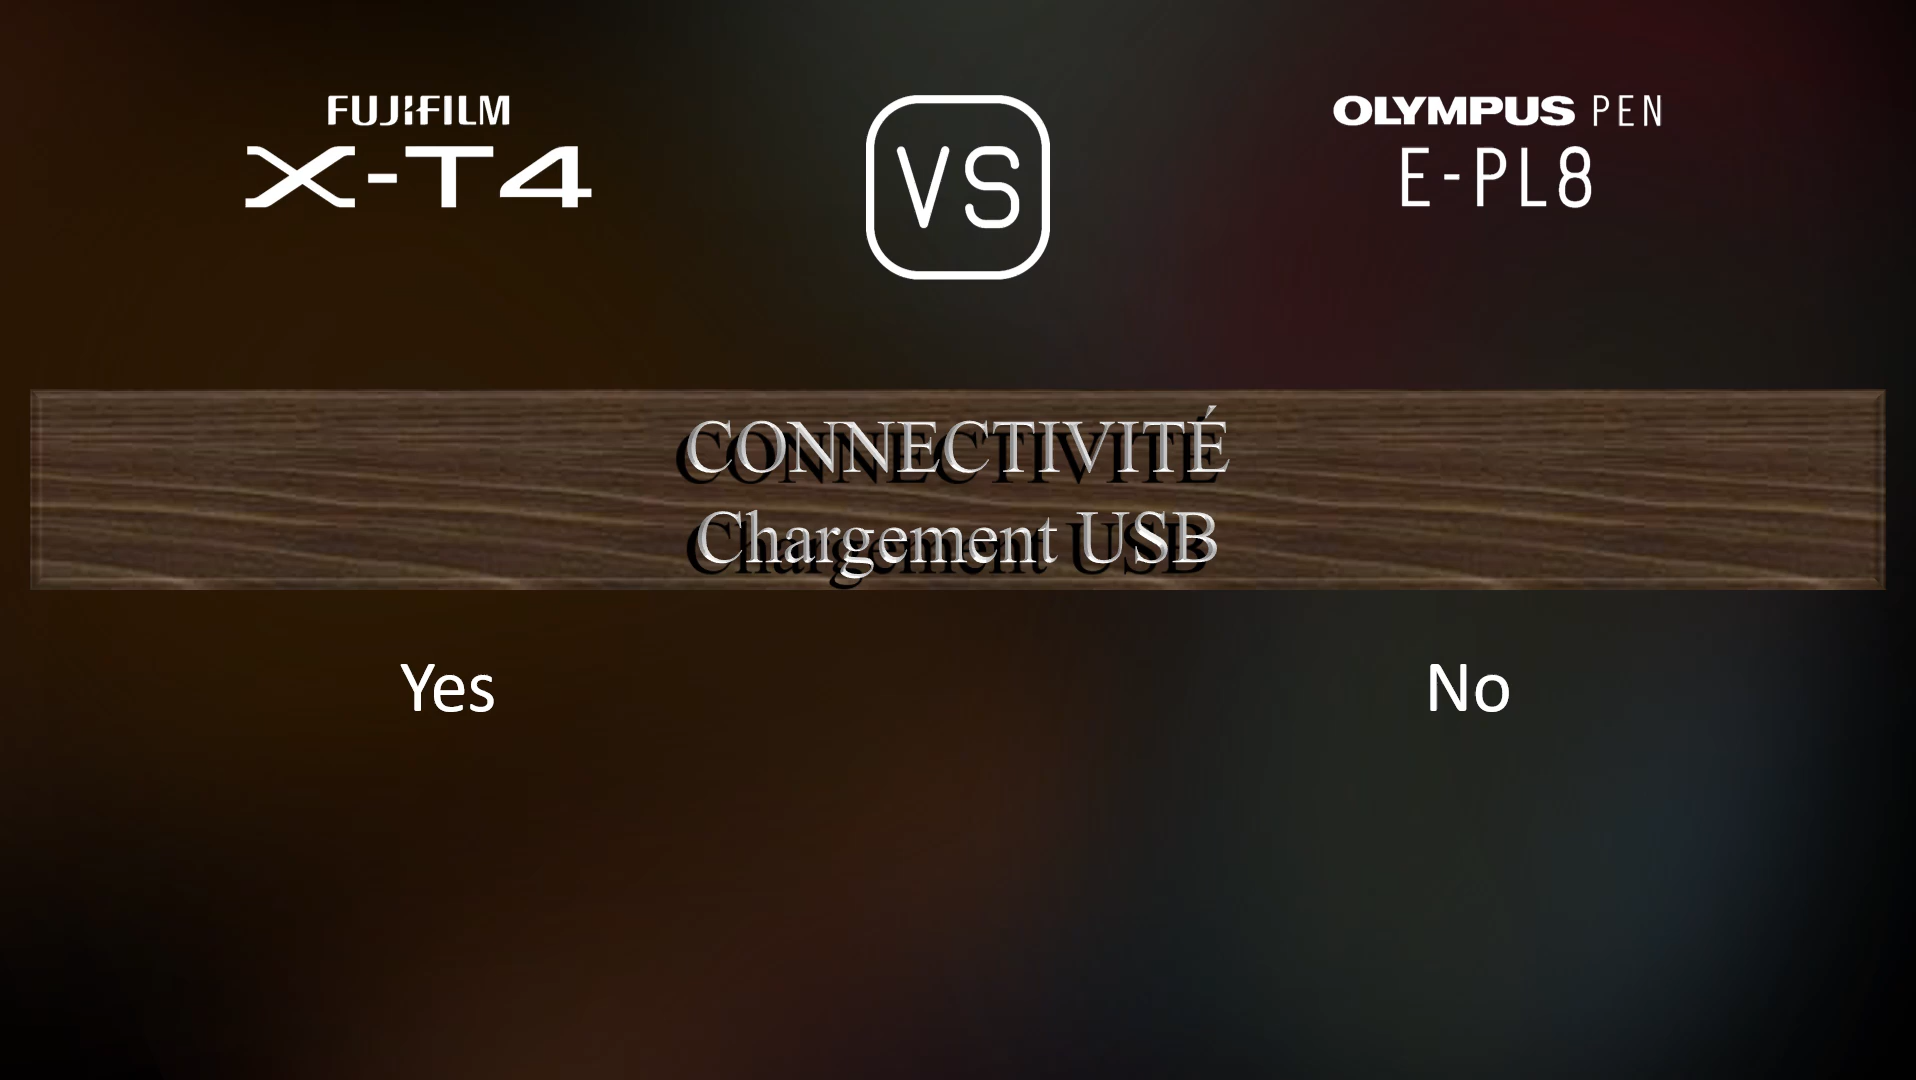 FUJIFILM
X-T4
VS
OLYMPUS PEN
E-PL8
CONNECTIVITÉ
Chargement USB
Yes
No